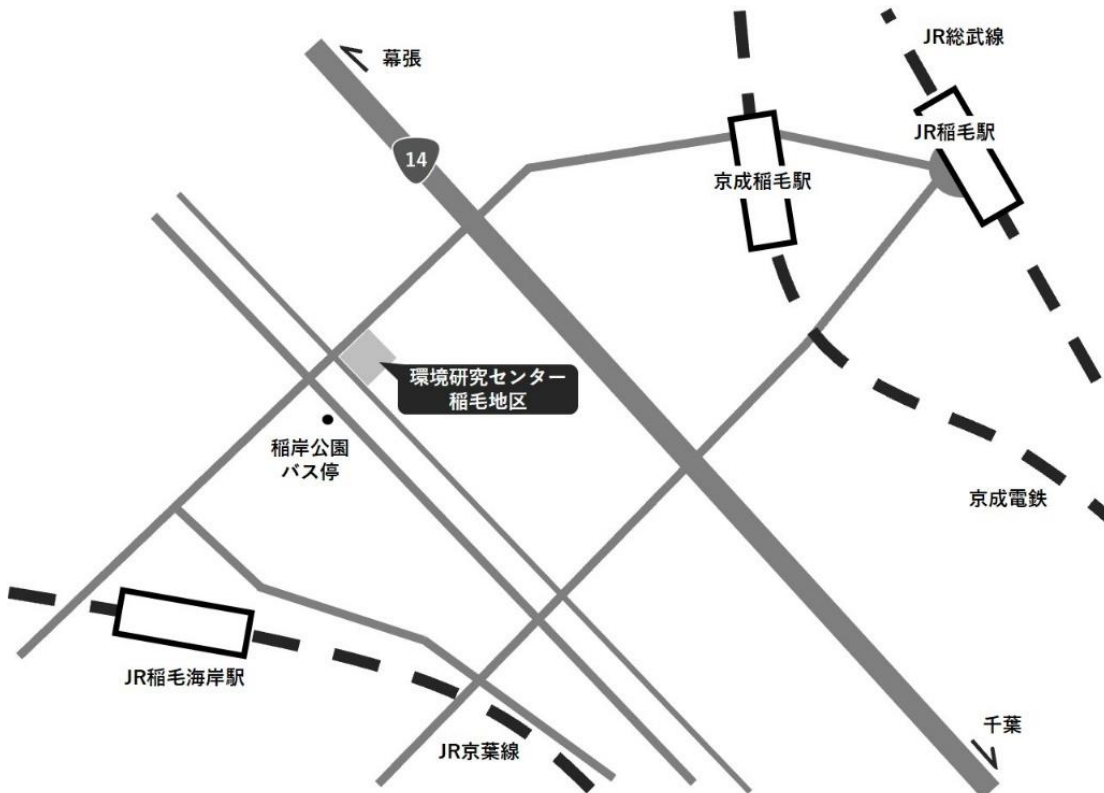 幕張
JR総武線
14
JR稲毛駅
京成稲毛駅
環境研究センター
稲毛地区
稲岸公園
バス停
京成電鉄
JR稲毛海岸駅
JR京葉線
千葉